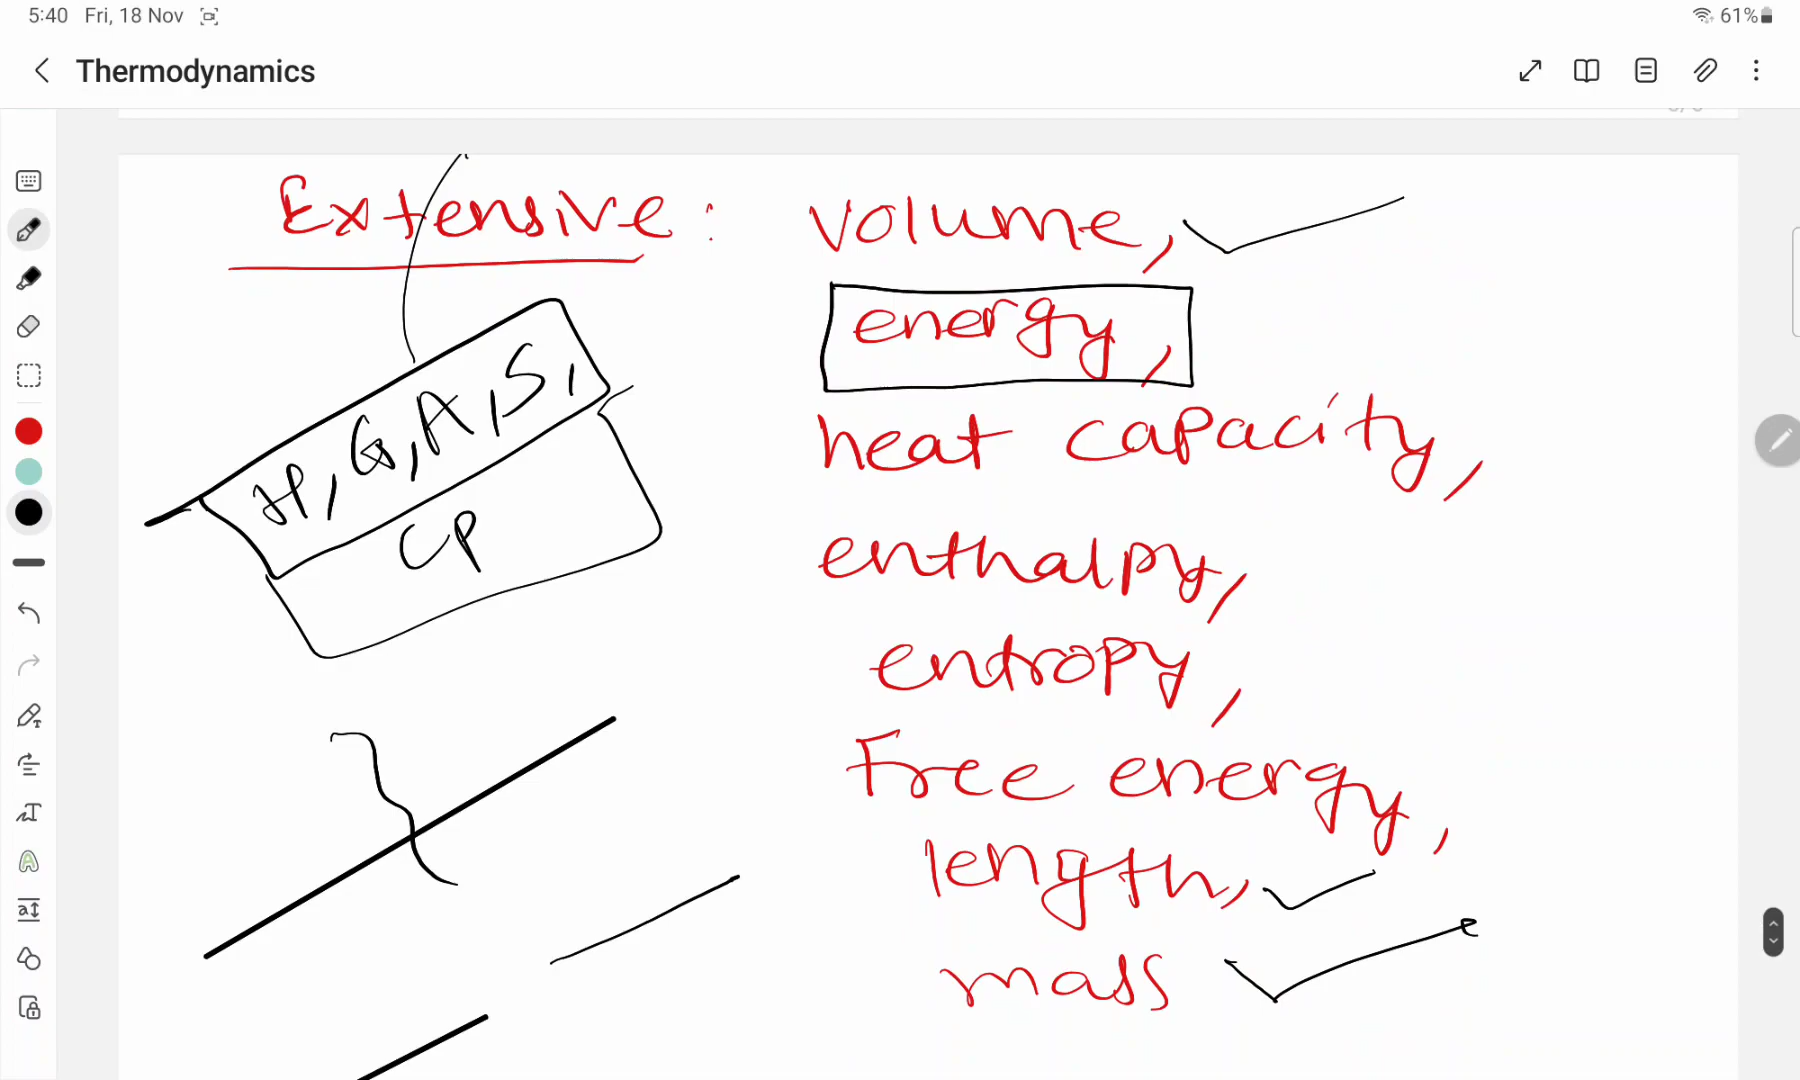 5:40 Fri, 18 Nov
61%
Thermodynamics
Extensive : volume,
energy,
H, G, A, S,
heat capacity,
CP
enthalpy,
entropy,
Free energy,
length,
mass